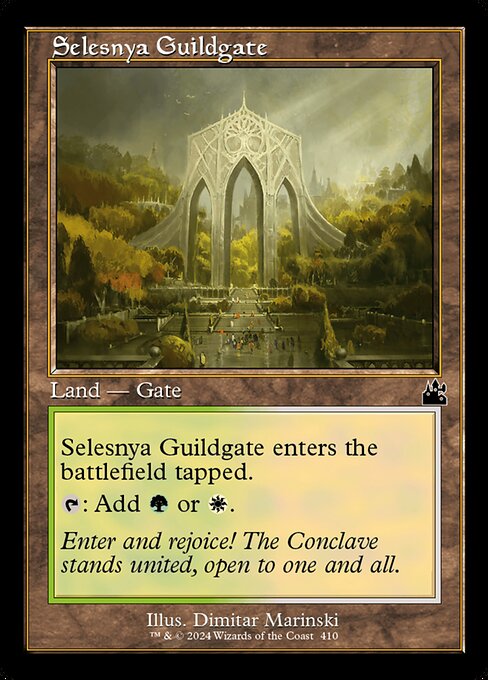 Selesnya Guildgate
Land — Gate
Selesnya Guildgate enters the
battlefield tapped.
: Add or .
Enter and rejoice! The Conclave
stands united, open to one and all.
Illus. Dimitar Marinski
™ & © 2024 Wizards of the Coast 410